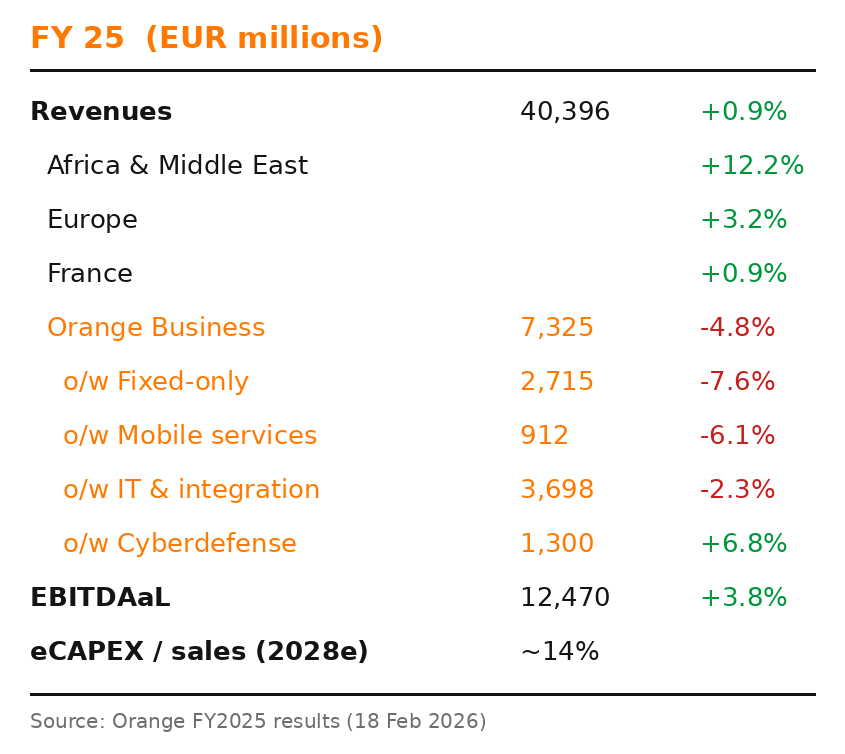 FY 25 (EUR millions)
Revenues 40,396 +0.9%
Africa & Middle East +12.2%
Europe +3.2%
France +0.9%
Orange Business 7,325 -4.8%
o/w Fixed-only 2,715 -7.6%
o/w Mobile services 912 -6.1%
o/w IT & integration 3,698 -2.3%
o/w Cyberdefense 1,300 +6.8%
EBITDAaL 12,470 +3.8%
eCAPEX / sales (2028e) ~14%
Source: Orange FY2025 results (18 Feb 2026)